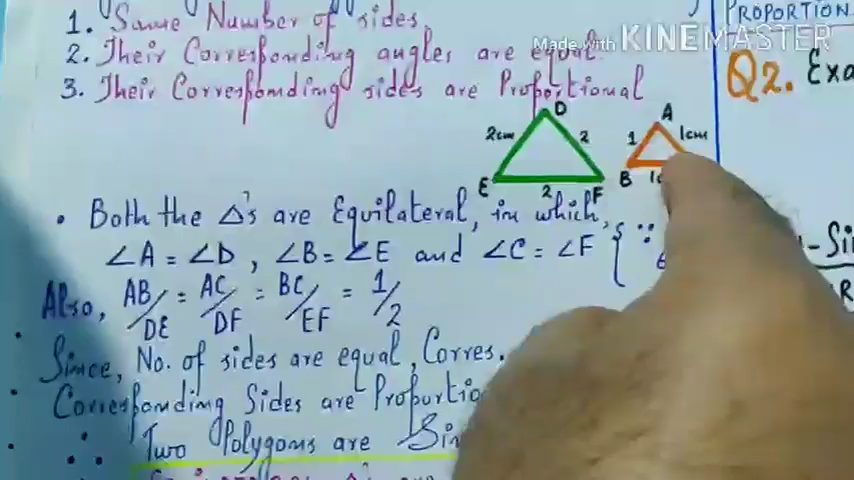 1. Same Number of sides.
2. Their Corresponding angles are equal.
3. Their Corresponding sides are Proportional
Made with KINEMASTER
PROPORTION
Q2. Exa
D
2cm 2
E 2 F
A
1 1cm
B
• Both the Δ's are Equilateral, in which,
∠A = ∠D, ∠B = ∠E and ∠C = ∠F { ∵
Also, AB/DE = AC/DF = BC/EF = 1/2
Since, No. of sides are equal, Corres.
Corresponding Sides are Proportio
∴ Two Polygons are Sim